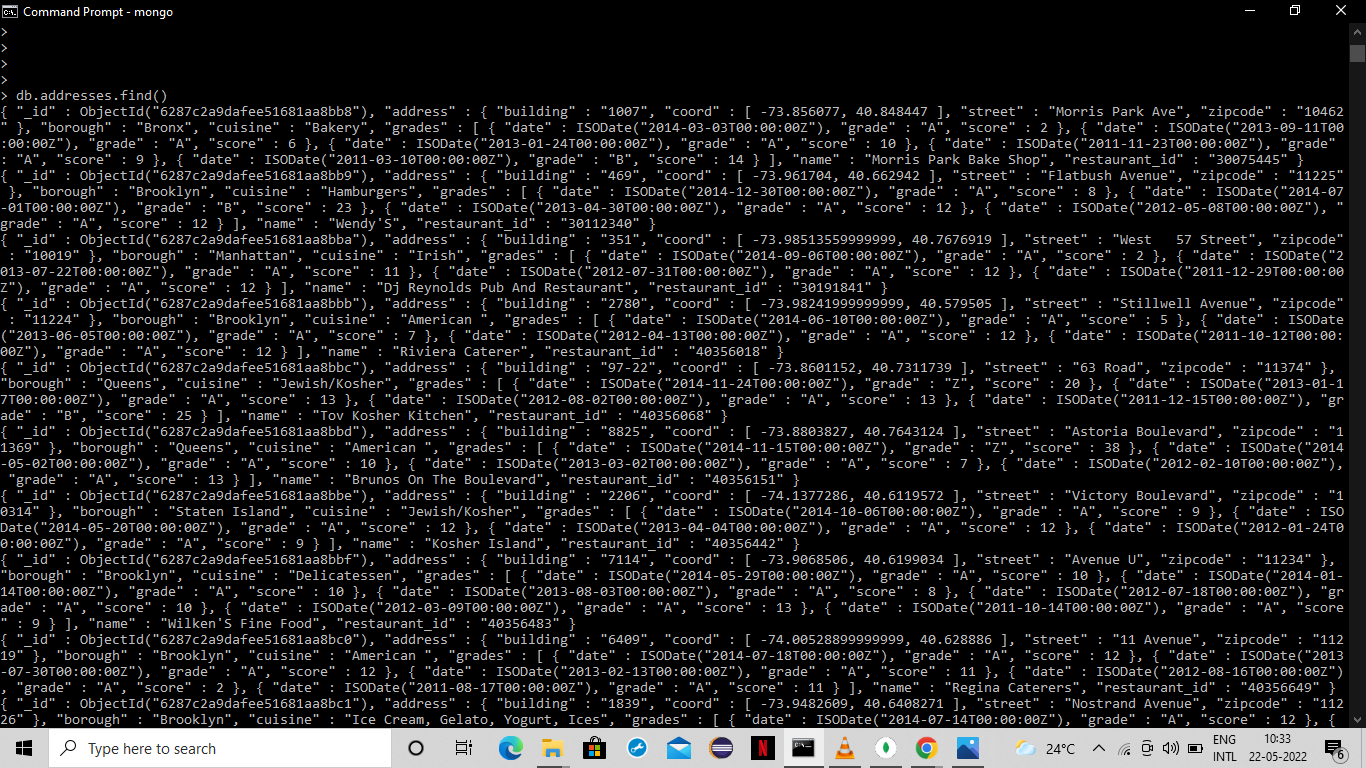 Command Prompt - mongo
>
>
>
>
> db.addresses.find()
{ "_id" : ObjectId("6287c2a9dafee51681aa8bb8"), "address" : { "building" : "1007", "coord" : [ -73.856077, 40.848447 ], "street" : "Morris Park Ave", "zipcode" : "10462
" }, "borough" : "Bronx", "cuisine" : "Bakery", "grades" : [ { "date" : ISODate("2014-03-03T00:00:00Z"), "grade" : "A", "score" : 2 }, { "date" : ISODate("2013-09-11T00
:00:00Z"), "grade" : "A", "score" : 6 }, { "date" : ISODate("2013-01-24T00:00:00Z"), "grade" : "A", "score" : 10 }, { "date" : ISODate("2011-11-23T00:00:00Z"), "grade"
: "A", "score" : 9 }, { "date" : ISODate("2011-03-10T00:00:00Z"), "grade" : "B", "score" : 14 } ], "name" : "Morris Park Bake Shop", "restaurant_id" : "30075445" }
{ "_id" : ObjectId("6287c2a9dafee51681aa8bb9"), "address" : { "building" : "469", "coord" : [ -73.961704, 40.662942 ], "street" : "Flatbush Avenue", "zipcode" : "11225"
 }, "borough" : "Brooklyn", "cuisine" : "Hamburgers", "grades" : [ { "date" : ISODate("2014-12-30T00:00:00Z"), "grade" : "A", "score" : 8 }, { "date" : ISODate("2014-07
-01T00:00:00Z"), "grade" : "B", "score" : 23 }, { "date" : ISODate("2013-04-30T00:00:00Z"), "grade" : "A", "score" : 12 }, { "date" : ISODate("2012-05-08T00:00:00Z"), "
grade" : "A", "score" : 12 } ], "name" : "Wendy'S", "restaurant_id" : "30112340" }
{ "_id" : ObjectId("6287c2a9dafee51681aa8bba"), "address" : { "building" : "351", "coord" : [ -73.98513559999999, 40.7676919 ], "street" : "West   57 Street", "zipcode"
 : "10019" }, "borough" : "Manhattan", "cuisine" : "Irish", "grades" : [ { "date" : ISODate("2014-09-06T00:00:00Z"), "grade" : "A", "score" : 2 }, { "date" : ISODate("2
013-07-22T00:00:00Z"), "grade" : "A", "score" : 11 }, { "date" : ISODate("2012-07-31T00:00:00Z"), "grade" : "A", "score" : 12 }, { "date" : ISODate("2011-12-29T00:00:00
Z"), "grade" : "A", "score" : 12 } ], "name" : "Dj Reynolds Pub And Restaurant", "restaurant_id" : "30191841" }
{ "_id" : ObjectId("6287c2a9dafee51681aa8bbb"), "address" : { "building" : "2780", "coord" : [ -73.98241999999999, 40.579505 ], "street" : "Stillwell Avenue", "zipcode"
 : "11224" }, "borough" : "Brooklyn", "cuisine" : "American ", "grades" : [ { "date" : ISODate("2014-06-10T00:00:00Z"), "grade" : "A", "score" : 5 }, { "date" : ISODate
("2013-06-05T00:00:00Z"), "grade" : "A", "score" : 7 }, { "date" : ISODate("2012-04-13T00:00:00Z"), "grade" : "A", "score" : 12 }, { "date" : ISODate("2011-10-12T00:00:
00Z"), "grade" : "A", "score" : 12 } ], "name" : "Riviera Caterer", "restaurant_id" : "40356018" }
{ "_id" : ObjectId("6287c2a9dafee51681aa8bbc"), "address" : { "building" : "97-22", "coord" : [ -73.8601152, 40.7311739 ], "street" : "63 Road", "zipcode" : "11374" },
"borough" : "Queens", "cuisine" : "Jewish/Kosher", "grades" : [ { "date" : ISODate("2014-11-24T00:00:00Z"), "grade" : "Z", "score" : 20 }, { "date" : ISODate("2013-01-1
7T00:00:00Z"), "grade" : "A", "score" : 13 }, { "date" : ISODate("2012-08-02T00:00:00Z"), "grade" : "A", "score" : 13 }, { "date" : ISODate("2011-12-15T00:00:00Z"), "gr
ade" : "B", "score" : 25 } ], "name" : "Tov Kosher Kitchen", "restaurant_id" : "40356068" }
{ "_id" : ObjectId("6287c2a9dafee51681aa8bbd"), "address" : { "building" : "8825", "coord" : [ -73.8803827, 40.7643124 ], "street" : "Astoria Boulevard", "zipcode" : "1
1369" }, "borough" : "Queens", "cuisine" : "American ", "grades" : [ { "date" : ISODate("2014-11-15T00:00:00Z"), "grade" : "Z", "score" : 38 }, { "date" : ISODate("2014
-05-02T00:00:00Z"), "grade" : "A", "score" : 10 }, { "date" : ISODate("2013-03-02T00:00:00Z"), "grade" : "A", "score" : 7 }, { "date" : ISODate("2012-02-10T00:00:00Z"),
 "grade" : "A", "score" : 13 } ], "name" : "Brunos On The Boulevard", "restaurant_id" : "40356151" }
{ "_id" : ObjectId("6287c2a9dafee51681aa8bbe"), "address" : { "building" : "2206", "coord" : [ -74.1377286, 40.6119572 ], "street" : "Victory Boulevard", "zipcode" : "1
0314" }, "borough" : "Staten Island", "cuisine" : "Jewish/Kosher", "grades" : [ { "date" : ISODate("2014-10-06T00:00:00Z"), "grade" : "A", "score" : 9 }, { "date" : ISO
Date("2014-05-20T00:00:00Z"), "grade" : "A", "score" : 12 }, { "date" : ISODate("2013-04-04T00:00:00Z"), "grade" : "A", "score" : 12 }, { "date" : ISODate("2012-01-24T0
0:00:00Z"), "grade" : "A", "score" : 9 } ], "name" : "Kosher Island", "restaurant_id" : "40356442" }
{ "_id" : ObjectId("6287c2a9dafee51681aa8bbf"), "address" : { "building" : "7114", "coord" : [ -73.9068506, 40.6199034 ], "street" : "Avenue U", "zipcode" : "11234" },
"borough" : "Brooklyn", "cuisine" : "Delicatessen", "grades" : [ { "date" : ISODate("2014-05-29T00:00:00Z"), "grade" : "A", "score" : 10 }, { "date" : ISODate("2014-01-
14T00:00:00Z"), "grade" : "A", "score" : 10 }, { "date" : ISODate("2013-08-03T00:00:00Z"), "grade" : "A", "score" : 8 }, { "date" : ISODate("2012-07-18T00:00:00Z"), "gr
ade" : "A", "score" : 10 }, { "date" : ISODate("2012-03-09T00:00:00Z"), "grade" : "A", "score" : 13 }, { "date" : ISODate("2011-10-14T00:00:00Z"), "grade" : "A", "score
" : 9 } ], "name" : "Wilken'S Fine Food", "restaurant_id" : "40356483" }
{ "_id" : ObjectId("6287c2a9dafee51681aa8bc0"), "address" : { "building" : "6409", "coord" : [ -74.00528899999999, 40.628886 ], "street" : "11 Avenue", "zipcode" : "112
19" }, "borough" : "Brooklyn", "cuisine" : "American ", "grades" : [ { "date" : ISODate("2014-07-18T00:00:00Z"), "grade" : "A", "score" : 12 }, { "date" : ISODate("2013
-07-30T00:00:00Z"), "grade" : "A", "score" : 12 }, { "date" : ISODate("2013-02-13T00:00:00Z"), "grade" : "A", "score" : 11 }, { "date" : ISODate("2012-08-16T00:00:00Z")
, "grade" : "A", "score" : 2 }, { "date" : ISODate("2011-08-17T00:00:00Z"), "grade" : "A", "score" : 11 } ], "name" : "Regina Caterers", "restaurant_id" : "40356649" }
{ "_id" : ObjectId("6287c2a9dafee51681aa8bc1"), "address" : { "building" : "1839", "coord" : [ -73.9482609, 40.6408271 ], "street" : "Nostrand Avenue", "zipcode" : "112
26" }, "borough" : "Brooklyn", "cuisine" : "Ice Cream, Gelato, Yogurt, Ices", "grades" : [ { "date" : ISODate("2014-07-14T00:00:00Z"), "grade" : "A", "score" : 12 }, {
Type here to search
24°C
ENG
INTL
10:33
22-05-2022
6